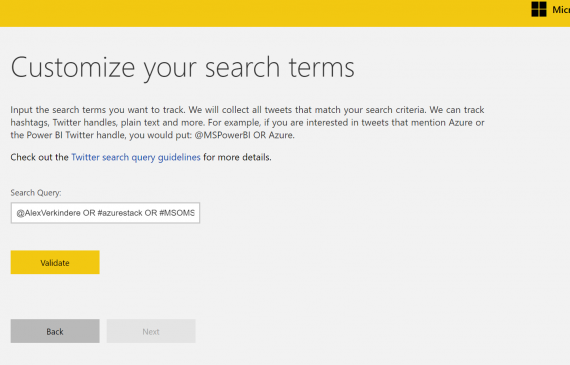 Micr
Customize your search terms
Input the search terms you want to track. We will collect all tweets that match your search criteria. We can track
hashtags, Twitter handles, plain text and more. For example, if you are interested in tweets that mention Azure or
the Power BI Twitter handle, you would put: @MSPowerBI OR Azure.
Check out the Twitter search query guidelines for more details.
Search Query:
@AlexVerkindere OR #azurestack OR #MSOMS
Validate
Back
Next